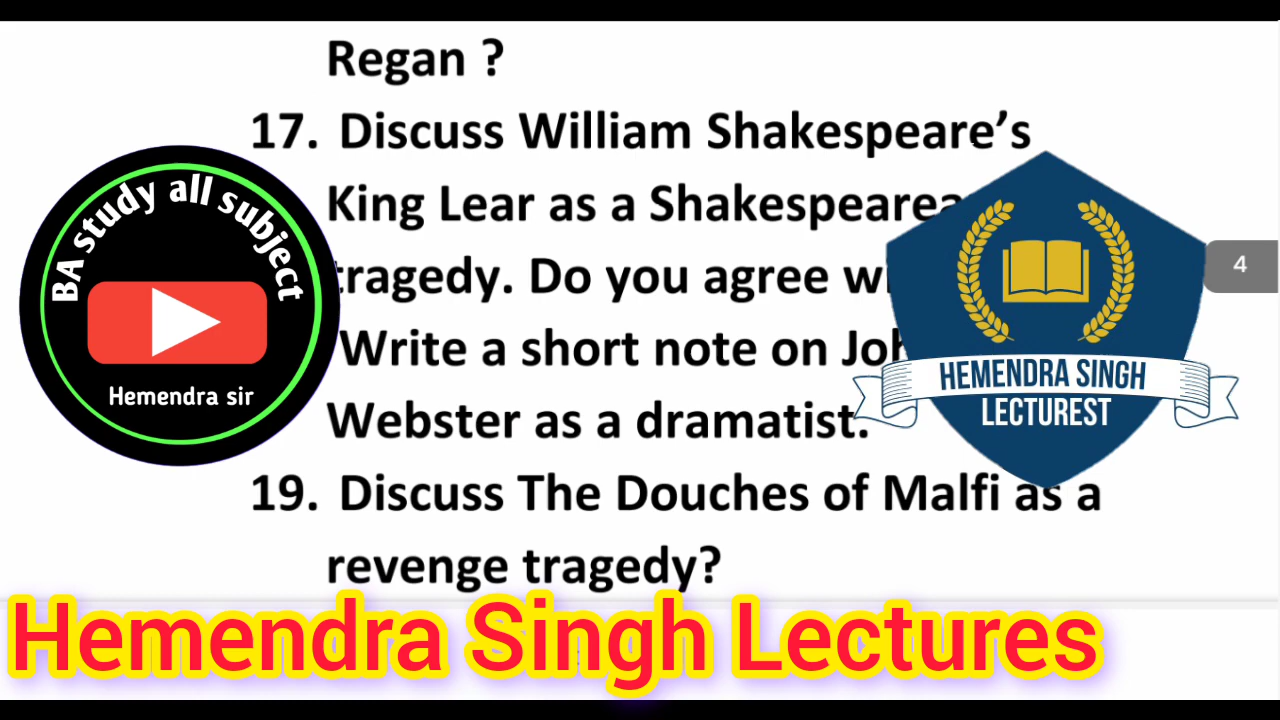 Regan ?
17. Discuss William Shakespeare's
King Lear as a
tragedy. Do you agree
Write a short note on
Webster as a dramatist.
19. Discuss The Douches of Malfi as a
revenge tragedy?
BA study all subject
Hemendra sir
4
HEMENDRA SINGH
LECTUREST
Hemendra Singh Lectures